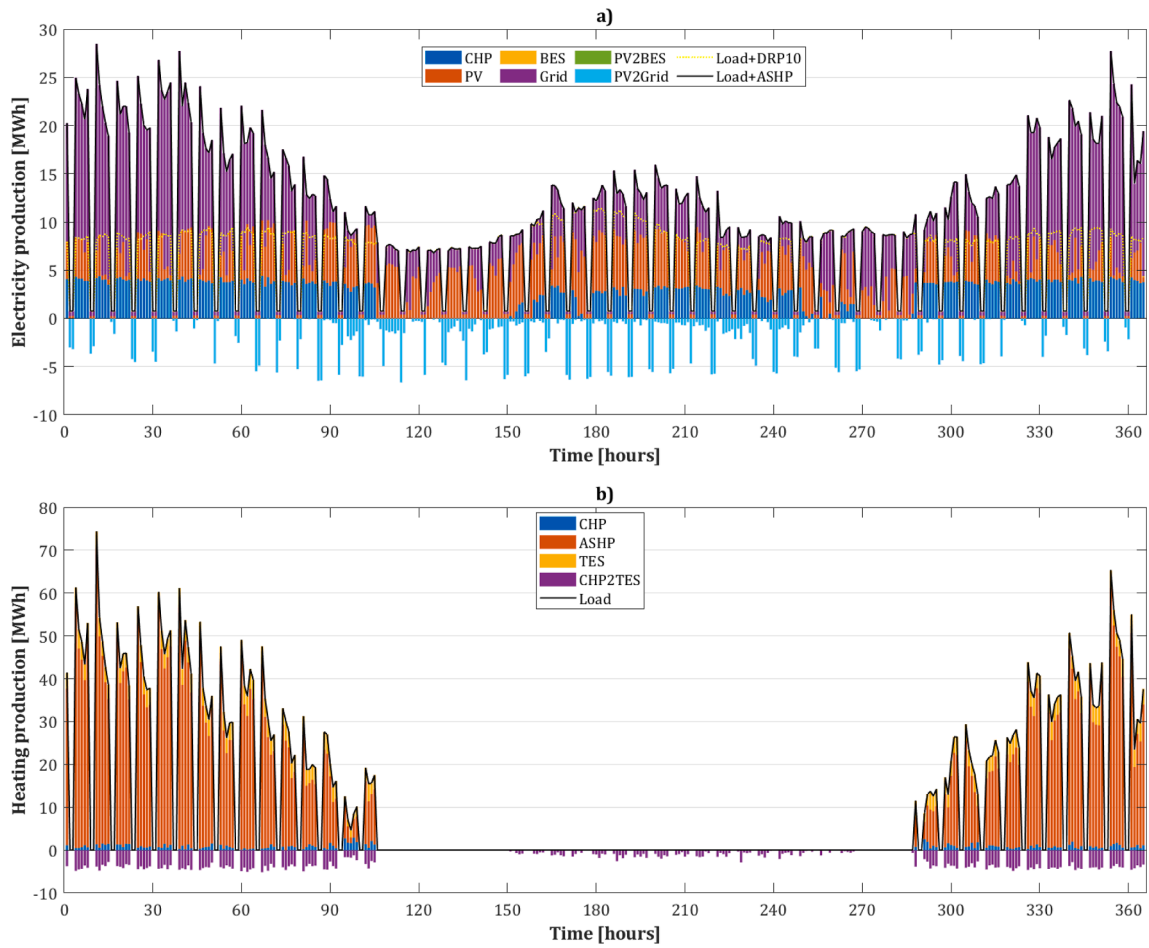 a)
30
25
20
15
10
5
0
-5
-10
Electricity production [MWh]
CHP BES PV2BES Load+DRP10
PV Grid PV2Grid Load+ASHP
0 30 60 90 120 150 180 210 240 270 300 330 360
Time [hours]
b)
80
70
60
50
40
30
20
10
0
-10
Heating production [MWh]
CHP
ASHP
TES
CHP2TES
Load
0 30 60 90 120 150 180 210 240 270 300 330 360
Time [hours]